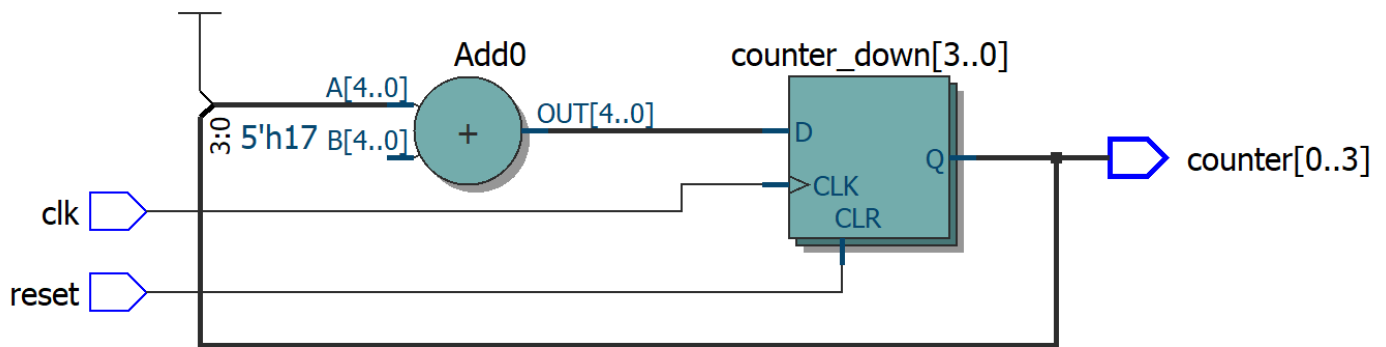 Add0
counter_down[3..0]
A[4..0]
3:0
5'h17 B[4..0]
OUT[4..0]
+
D
Q
counter[0..3]
CLK
clk
CLR
reset